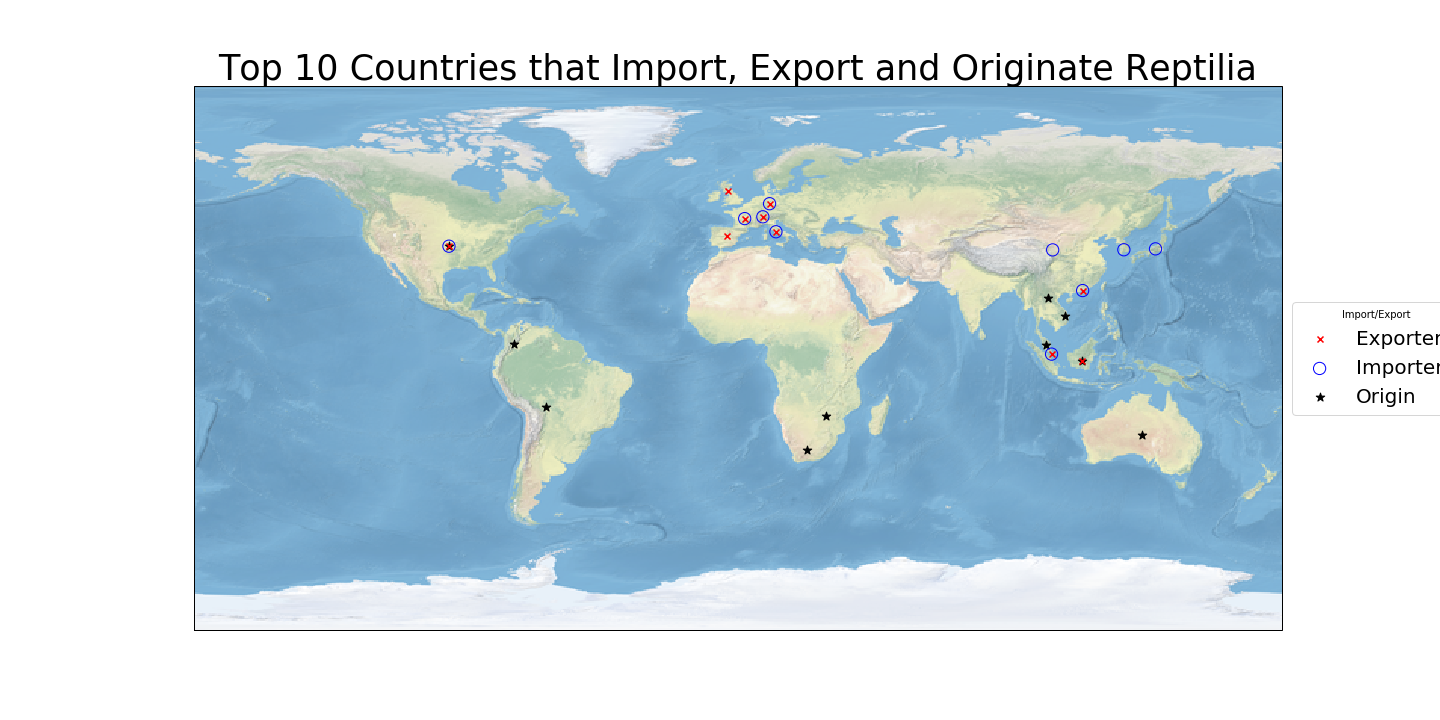 Top 10 Countries that Import, Export and Originate Reptilia
Import/Export
Exporter
Importer
Origin